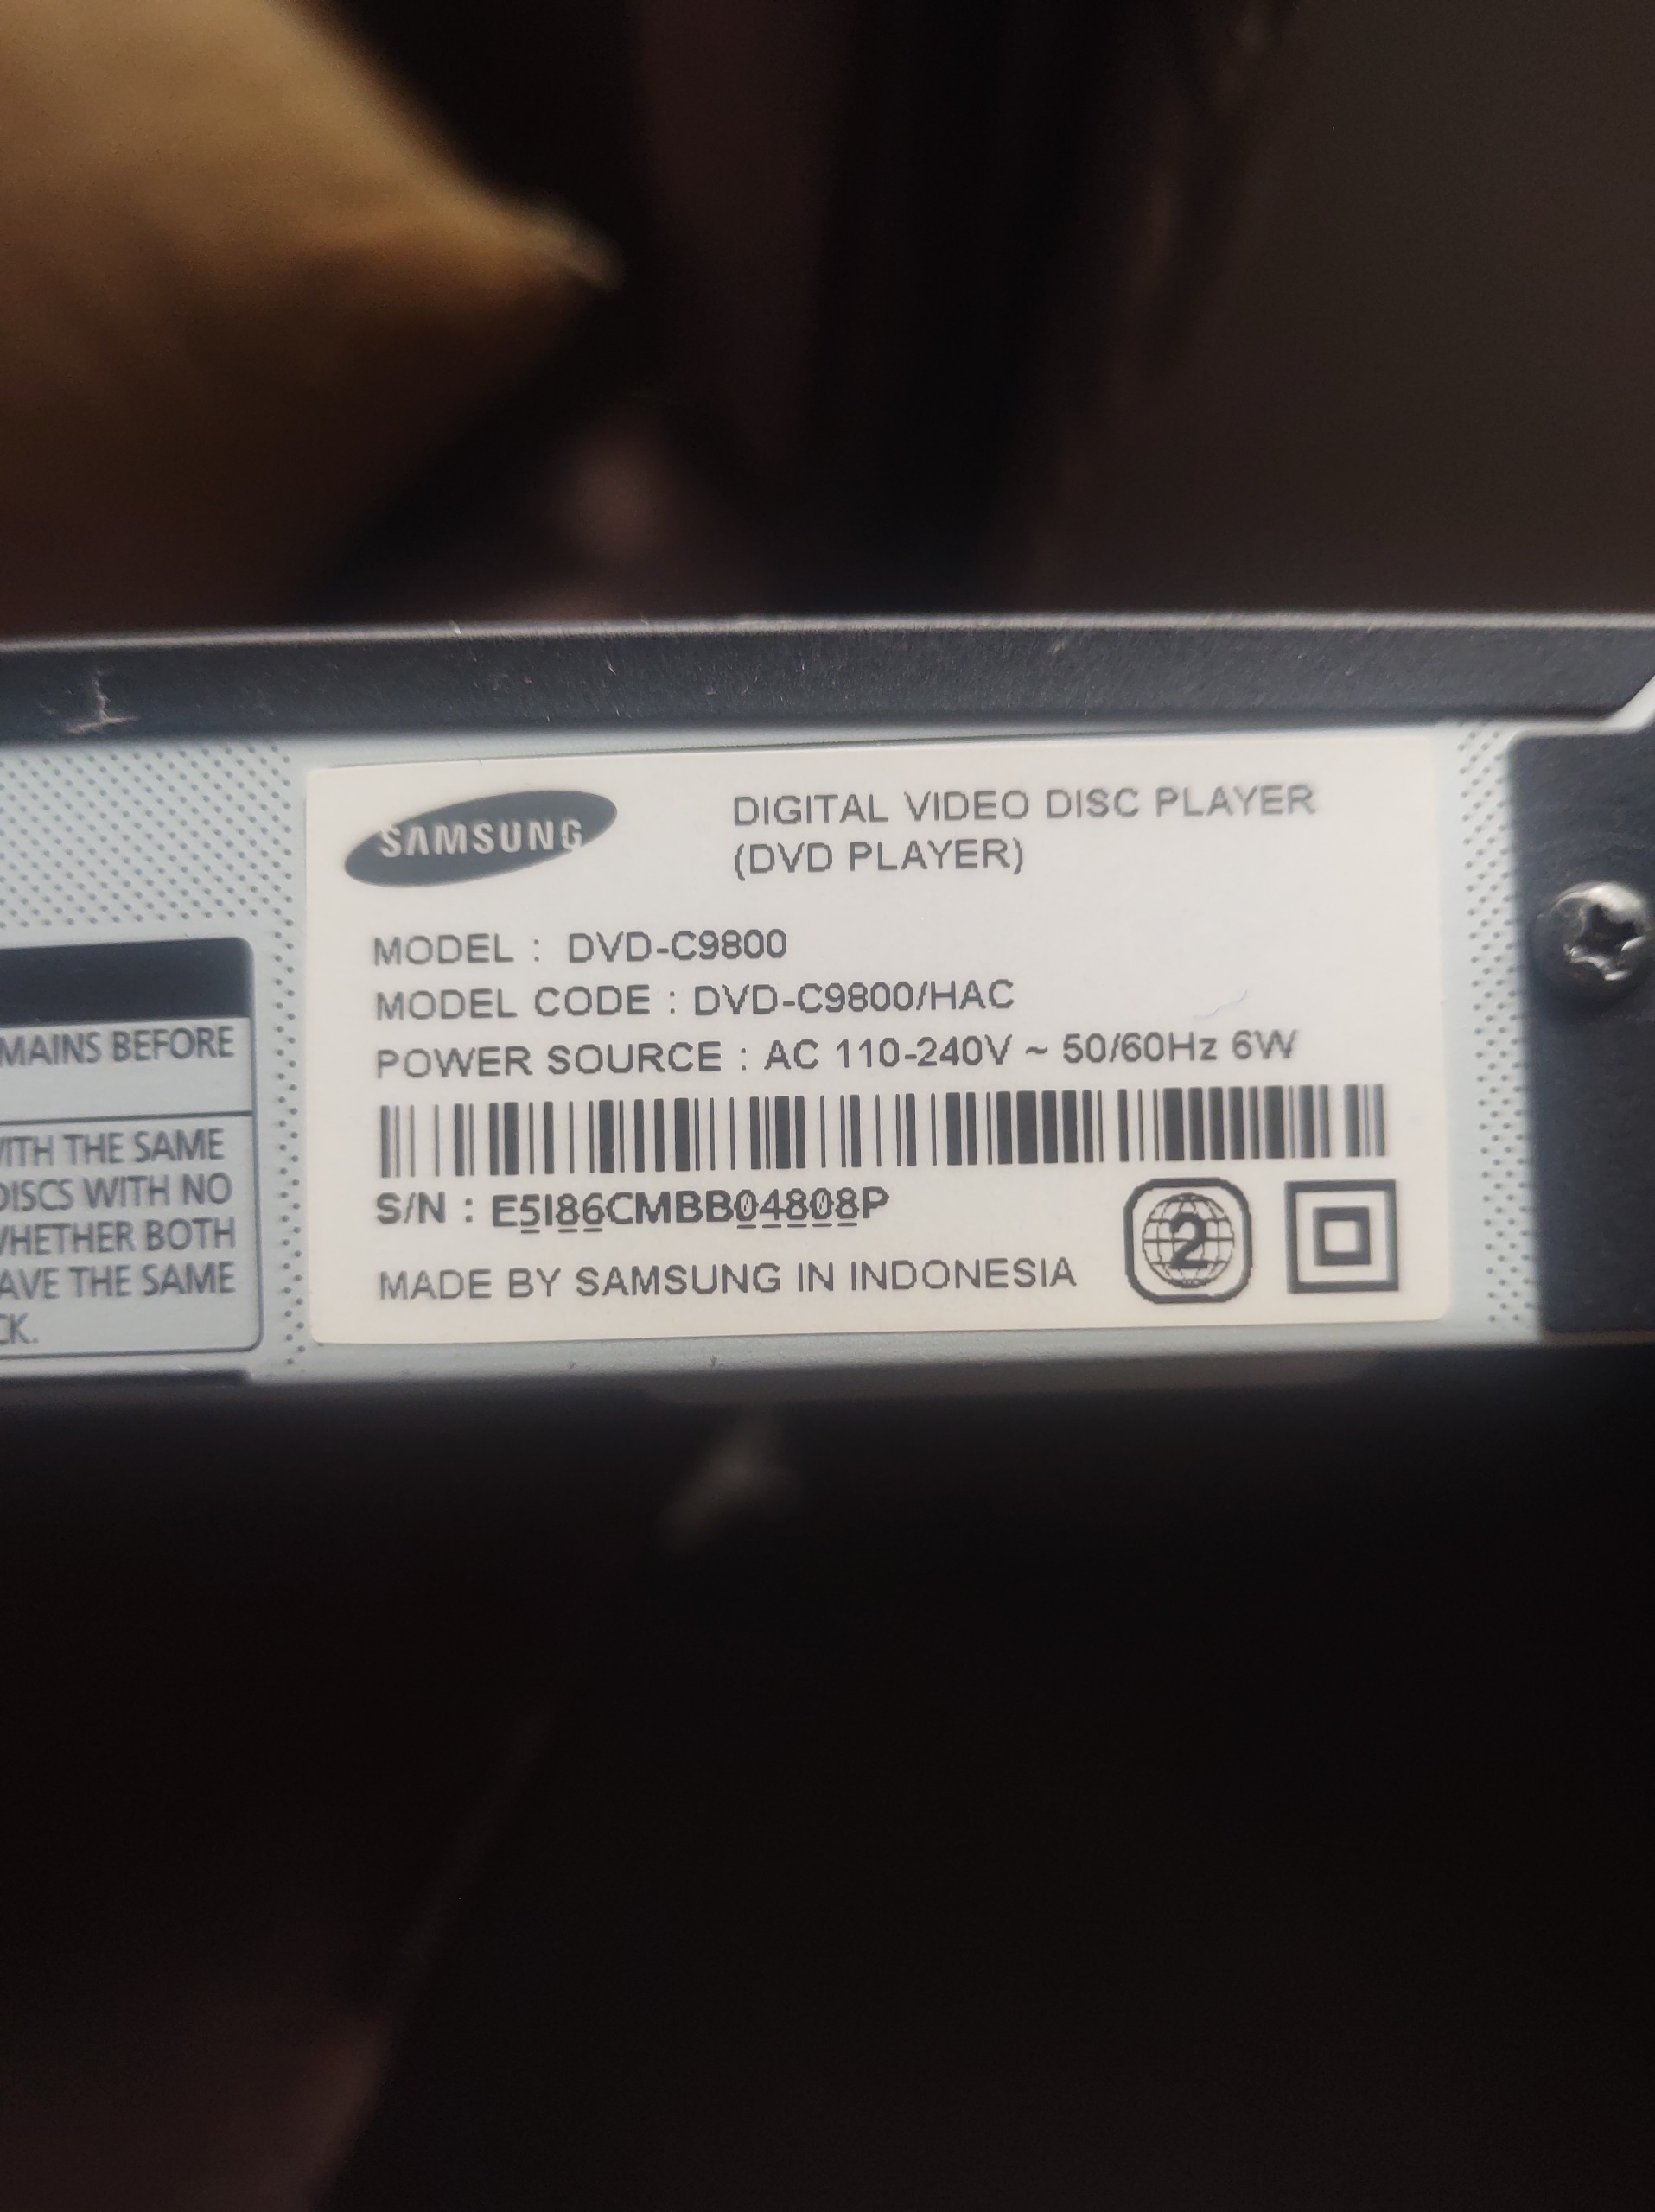 SAMSUNG
DIGITAL VIDEO DISC PLAYER
(DVD PLAYER)
MODEL : DVD-C9800
MODEL CODE : DVD-C9800/HAC
POWER SOURCE : AC 110-240V ~ 50/60Hz 6W
S/N : E5I86CMBB04808P
MADE BY SAMSUNG IN INDONESIA
2
MAINS BEFORE
WITH THE SAME
DISCS WITH NO
WHETHER BOTH
THE SAME